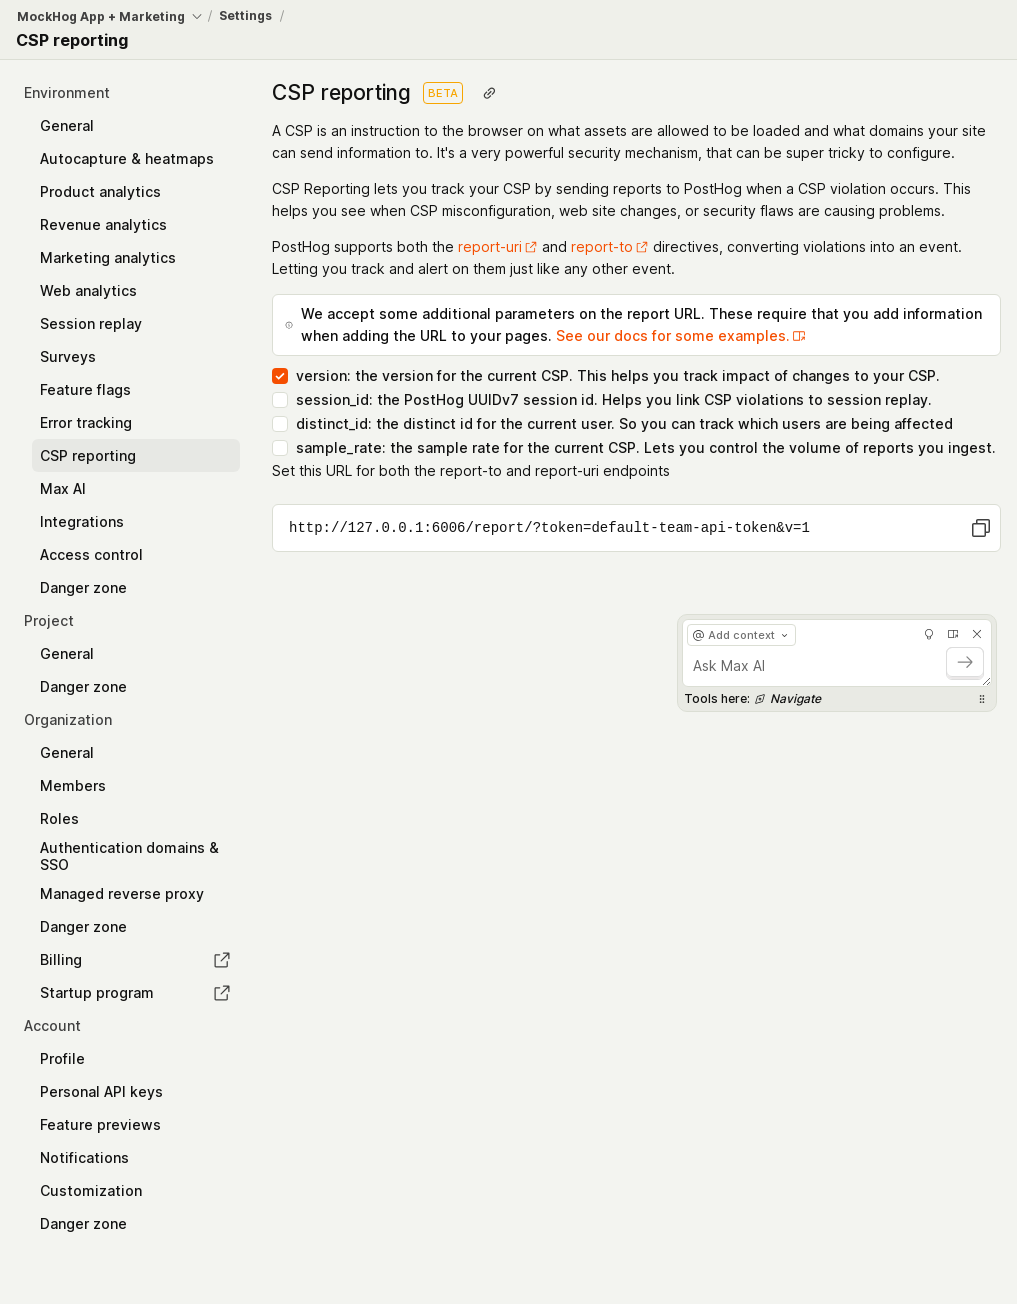 MockHog App + Marketing / Settings /
CSP reporting
Environment
General
Autocapture & heatmaps
Product analytics
Revenue analytics
Marketing analytics
Web analytics
Session replay
Surveys
Feature flags
Error tracking
CSP reporting
Max AI
Integrations
Access control
Danger zone
Project
General
Danger zone
Organization
General
Members
Roles
Authentication domains &
SSO
Managed reverse proxy
Danger zone
Billing
Startup program
Account
Profile
Personal API keys
Feature previews
Notifications
Customization
Danger zone
CSP reporting BETA
A CSP is an instruction to the browser on what assets are allowed to be loaded and what domains your site
can send information to. It's a very powerful security mechanism, that can be super tricky to configure.
CSP Reporting lets you track your CSP by sending reports to PostHog when a CSP violation occurs. This
helps you see when CSP misconfiguration, web site changes, or security flaws are causing problems.
PostHog supports both the report-uri and report-to directives, converting violations into an event.
Letting you track and alert on them just like any other event.
We accept some additional parameters on the report URL. These require that you add information
when adding the URL to your pages. See our docs for some examples.
version: the version for the current CSP. This helps you track impact of changes to your CSP.
session_id: the PostHog UUIDv7 session id. Helps you link CSP violations to session replay.
distinct_id: the distinct id for the current user. So you can track which users are being affected
sample_rate: the sample rate for the current CSP. Lets you control the volume of reports you ingest.
Set this URL for both the report-to and report-uri endpoints
http://127.0.0.1:6006/report/?token=default-team-api-token&v=1
@ Add context
Ask Max AI
Tools here: Navigate